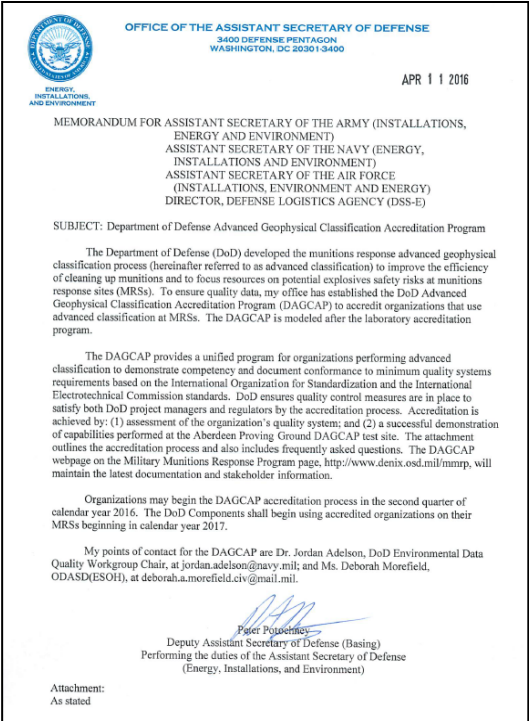 OFFICE OF THE ASSISTANT SECRETARY OF DEFENSE
3400 DEFENSE PENTAGON
WASHINGTON, DC 20301-3400
DEPARTMENT OF DEFENSE
UNITED STATES OF AMERICA
ENERGY,
INSTALLATIONS,
AND ENVIRONMENT
APR 11 2016
MEMORANDUM FOR ASSISTANT SECRETARY OF THE ARMY (INSTALLATIONS,
ENERGY AND ENVIRONMENT)
ASSISTANT SECRETARY OF THE NAVY (ENERGY,
INSTALLATIONS AND ENVIRONMENT)
ASSISTANT SECRETARY OF THE AIR FORCE
(INSTALLATIONS, ENVIRONMENT AND ENERGY)
DIRECTOR, DEFENSE LOGISTICS AGENCY (DSS-E)
SUBJECT: Department of Defense Advanced Geophysical Classification Accreditation Program
The Department of Defense (DoD) developed the munitions response advanced geophysical
classification process (hereinafter referred to as advanced classification) to improve the efficiency
of cleaning up munitions and to focus resources on potential explosives safety risks at munitions
response sites (MRSs). To ensure quality data, my office has established the DoD Advanced
Geophysical Classification Accreditation Program (DAGCAP) to accredit organizations that use
advanced classification at MRSs. The DAGCAP is modeled after the laboratory accreditation
program.
The DAGCAP provides a unified program for organizations performing advanced
classification to demonstrate competency and document conformance to minimum quality systems
requirements based on the International Organization for Standardization and the International
Electrotechnical Commission standards. DoD ensures quality control measures are in place to
satisfy both DoD project managers and regulators by the accreditation process. Accreditation is
achieved by: (1) assessment of the organization's quality system; and (2) a successful demonstration
of capabilities performed at the Aberdeen Proving Ground DAGCAP test site. The attachment
outlines the accreditation process and also includes frequently asked questions. The DAGCAP
webpage on the Military Munitions Response Program page, http://www.denix.osd.mil/mmrp, will
maintain the latest documentation and stakeholder information.
Organizations may begin the DAGCAP accreditation process in the second quarter of
calendar year 2016. The DoD Components shall begin using accredited organizations on their
MRSs beginning in calendar year 2017.
My points of contact for the DAGCAP are Dr. Jordan Adelson, DoD Environmental Data
Quality Workgroup Chair, at jordan.adelson@navy.mil; and Ms. Deborah Morefield,
ODASD(ESOH), at deborah.a.morefield.civ@mail.mil.
Peter Potochney
Deputy Assistant Secretary of Defense (Basing)
Performing the duties of the Assistant Secretary of Defense
(Energy, Installations, and Environment)
Attachment:
As stated